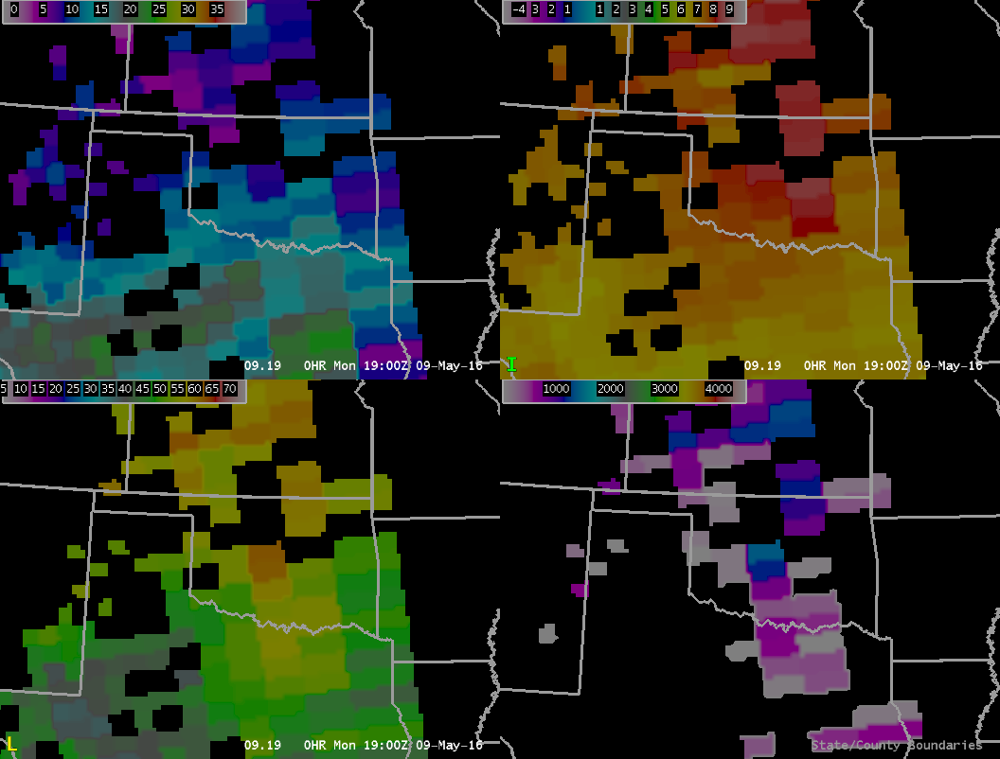 0 5 10 15 20 25 30 35
-4 3 2 1 1 2 3 4 5 6 7 8 9
09.19 0HR Mon 19:00Z 09-May-16
I
09.19 0HR Mon 19:00Z 09-May-16
5 10 15 20 25 30 35 40 45 50 55 60 65 70
1000 2000 3000 4000
L
09.19 0HR Mon 19:00Z 09-May-16
State/County Boundaries